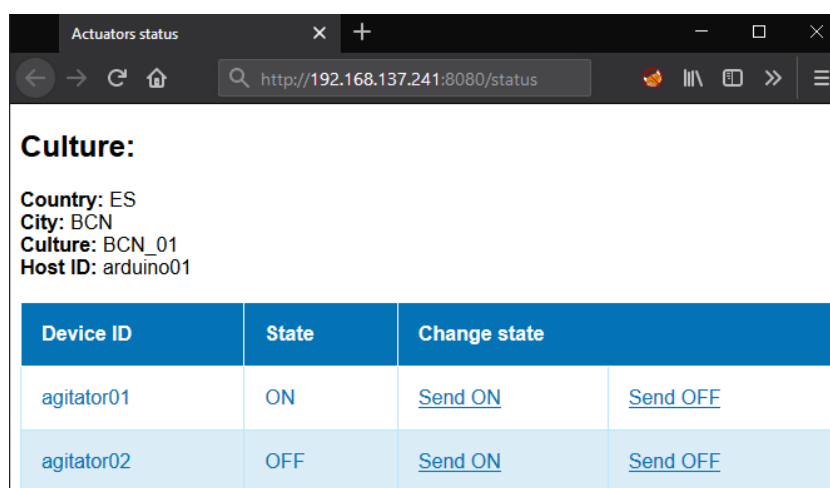 Actuators status
http://192.168.137.241:8080/status
Culture:
Country: ES
City: BCN
Culture: BCN_01
Host ID: arduino01
Device ID State Change state
agitator01 ON Send ON Send OFF
agitator02 OFF Send ON Send OFF